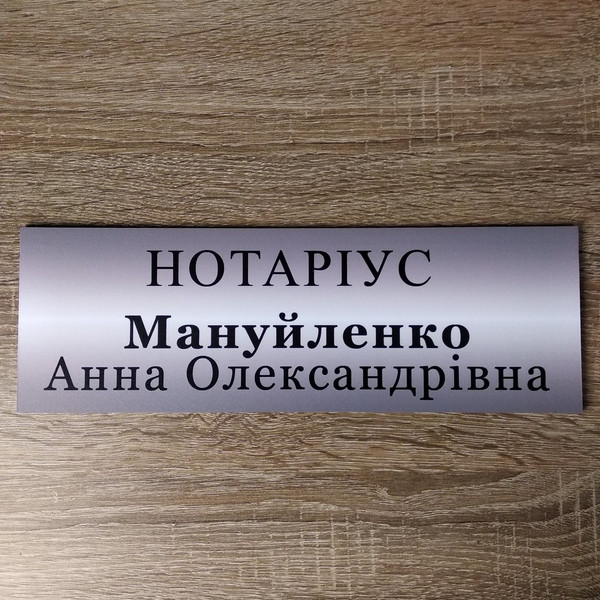 НОТАРІУС
Мануйленко
Анна Олександрівна